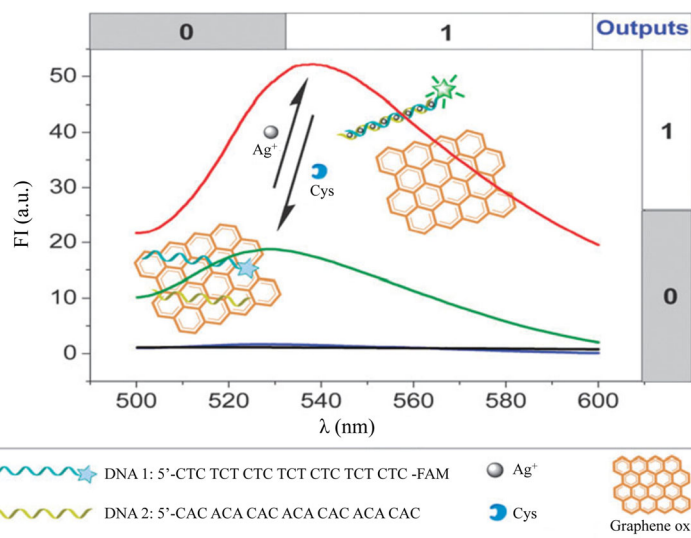 0 1 Outputs
50
40
30
20
10
0
FI (a.u.)
Ag⁺
Cys
1
0
500 520 540 560 580 600
λ (nm)
DNA 1: 5’-CTC TCT CTC TCT CTC TCT CTC -FAM
Ag⁺
DNA 2: 5’-CAC ACA CAC ACA CAC ACA CAC
Cys
Graphene ox